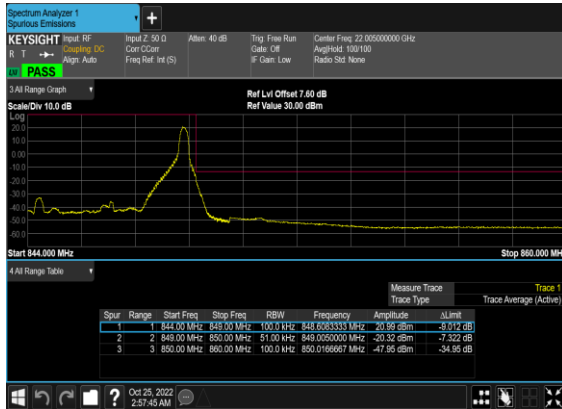 Spectrum Analyzer 1
Spurious Emissions
+
KEYSIGHT Input: RF Input Z: 50 Ω Atten: 40 dB Trig: Free Run Center Freq: 22.005000000 GHz
R T Coupling: DC Corr CCorr Gate: Off Avg|Hold: 100/100
Align: Auto Freq Ref: Int (S) IF Gain: Low Radio Std: None
PASS
3 All Range Graph
Ref Lvl Offset 7.60 dB
Scale/Div 10.0 dB Ref Value 30.00 dBm
Log
20.0
10.0
0.00
-10.0
-20.0
-30.0
-40.0
-50.0
-60.0
Start 844.000 MHz Stop 860.000 MHz
4 All Range Table
Measure Trace Trace 1
Trace Type Trace Average (Active)
Spur Range Start Freq Stop Freq RBW Frequency Amplitude ΔLimit
1 1 844.00 MHz 849.00 MHz 100.0 kHz 848.6083333 MHz 20.99 dBm -9.012 dB
2 2 849.00 MHz 850.00 MHz 51.00 kHz 849.0050000 MHz -20.32 dBm -7.322 dB
3 3 850.00 MHz 860.00 MHz 100.0 kHz 850.0166667 MHz -47.95 dBm -34.95 dB
? Oct 25, 2022
2:57:45 AM